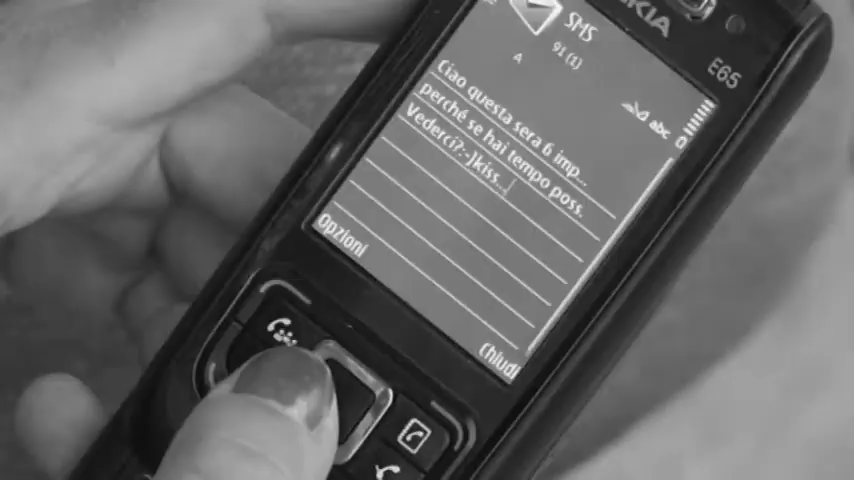 NOKIA
E65
SMS
91 (1)
abc
Ciao questa sera 6 imp...
perché se hai tempo poss.
Vederci?:-)kiss...
Opzioni
Chiudi